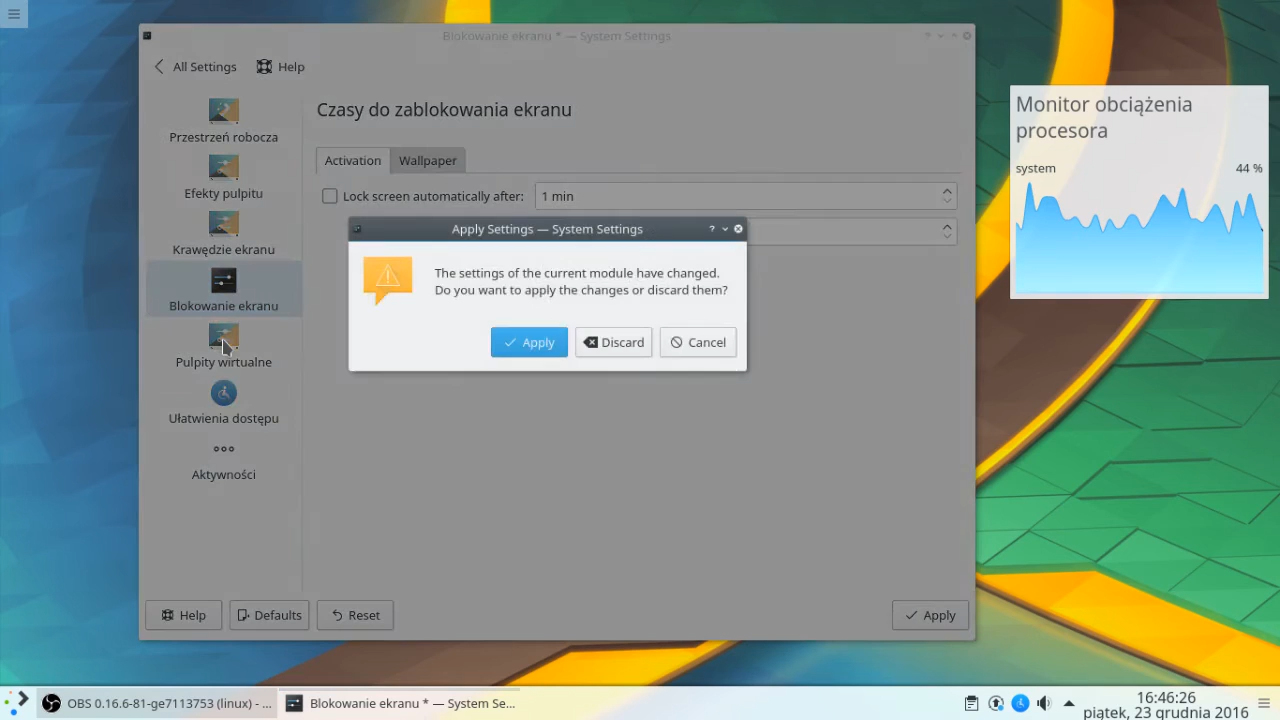 Blokowanie ekranu * — System Settings
All Settings
Help
Przestrzeń robocza
Efekty pulpitu
Krawędzie ekranu
Blokowanie ekranu
Pulpity wirtualne
Ułatwienia dostępu
Aktywności
Czasy do zablokowania ekranu
Activation
Wallpaper
Lock screen automatically after:
1 min
Apply Settings — System Settings
The settings of the current module have changed.
Do you want to apply the changes or discard them?
Apply
Discard
Cancel
Help
Defaults
Reset
Apply
Monitor obciążenia
procesora
system
44 %
OBS 0.16.6-81-ge7113753 (linux) - ...
Blokowanie ekranu * — System Se...
16:46:26
piątek, 23 grudnia 2016